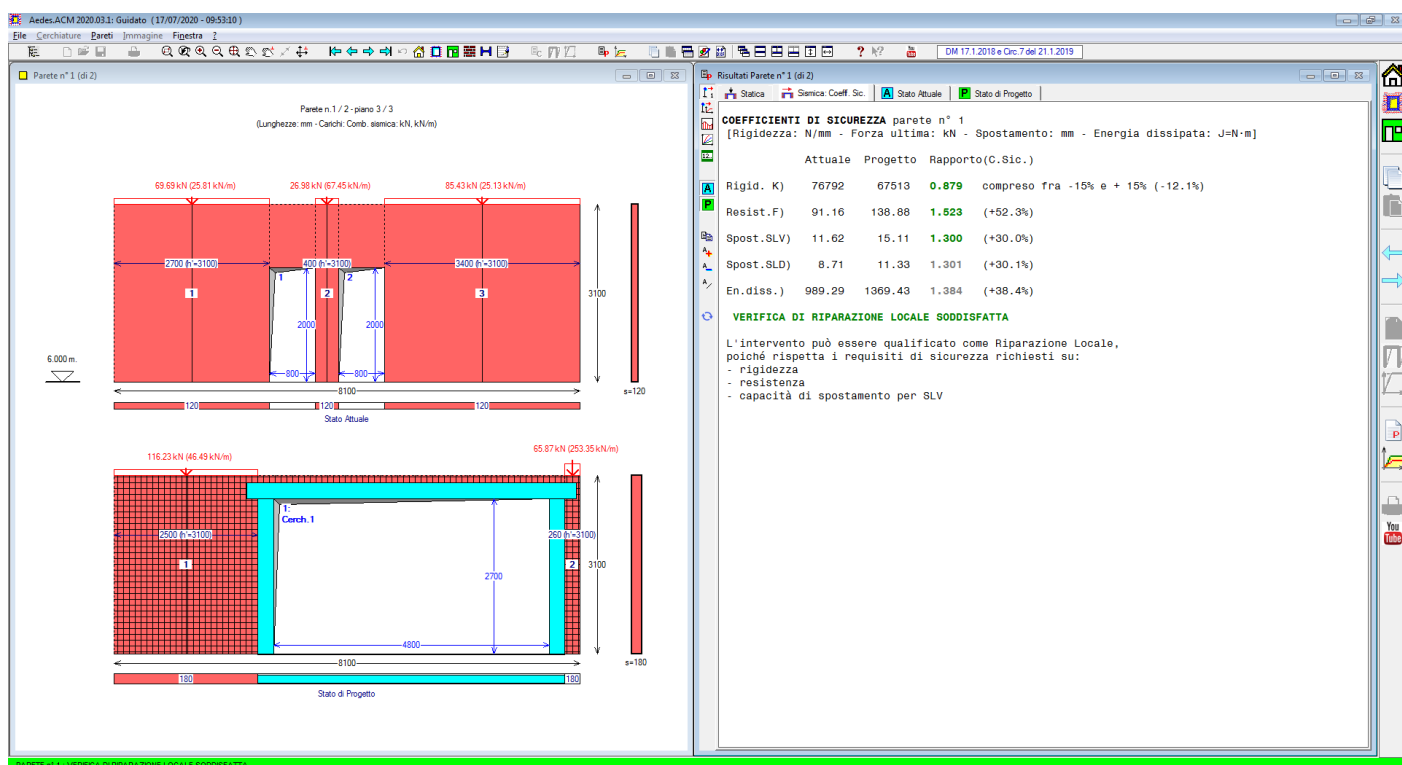 Aedes.ACM 2020.03.1: Guidato ( 17/07/2020 - 09:53:10 )
File Cerchiature Pareti Immagine Finestra ?
DM 17.1.2018 e Circ.7 del 21.1.2019
Parete n° 1 (di 2)
Parete n.1 / 2 - piano 3 / 3
(Lunghezze: mm - Carichi: Comb. sismica: kN, kN/m)
69.69 kN (25.81 kN/m) 26.98 kN (67.45 kN/m) 85.43 kN (25.13 kN/m)
2700 (h'=3100) 400 (h'=3100) 3400 (h'=3100)
1 2
1 2 3 3100
2000 2000
6.000 m.
800 800
8100 s=120
120 120 120
Stato Attuale
65.87 kN (253.35 kN/m)
116.23 kN (46.49 kN/m)
1:
Cerch.1
2500 (h'=3100) 260 (h'=3100)
1 2 3100
2700
4800
8100 s=180
180 180
Stato di Progetto
Risultati Parete n° 1 (di 2)
Statica Sismica: Coeff. Sic. A Stato Attuale P Stato di Progetto
COEFFICIENTI DI SICUREZZA parete n° 1
[Rigidezza: N/mm - Forza ultima: kN - Spostamento: mm - Energia dissipata: J=N·m]
Attuale Progetto Rapporto(C.Sic.)
Rigid. K) 76792 67513 0.879 compreso fra -15% e + 15% (-12.1%)
Resist.F) 91.16 138.88 1.523 (+52.3%)
Spost.SLV) 11.62 15.11 1.300 (+30.0%)
Spost.SLD) 8.71 11.33 1.301 (+30.1%)
En.diss.) 989.29 1369.43 1.384 (+38.4%)
VERIFICA DI RIPARAZIONE LOCALE SODDISFATTA
L'intervento può essere qualificato come Riparazione Locale,
poiché rispetta i requisiti di sicurezza richiesti su:
- rigidezza
- resistenza
- capacità di spostamento per SLV
A
P
You
Tube